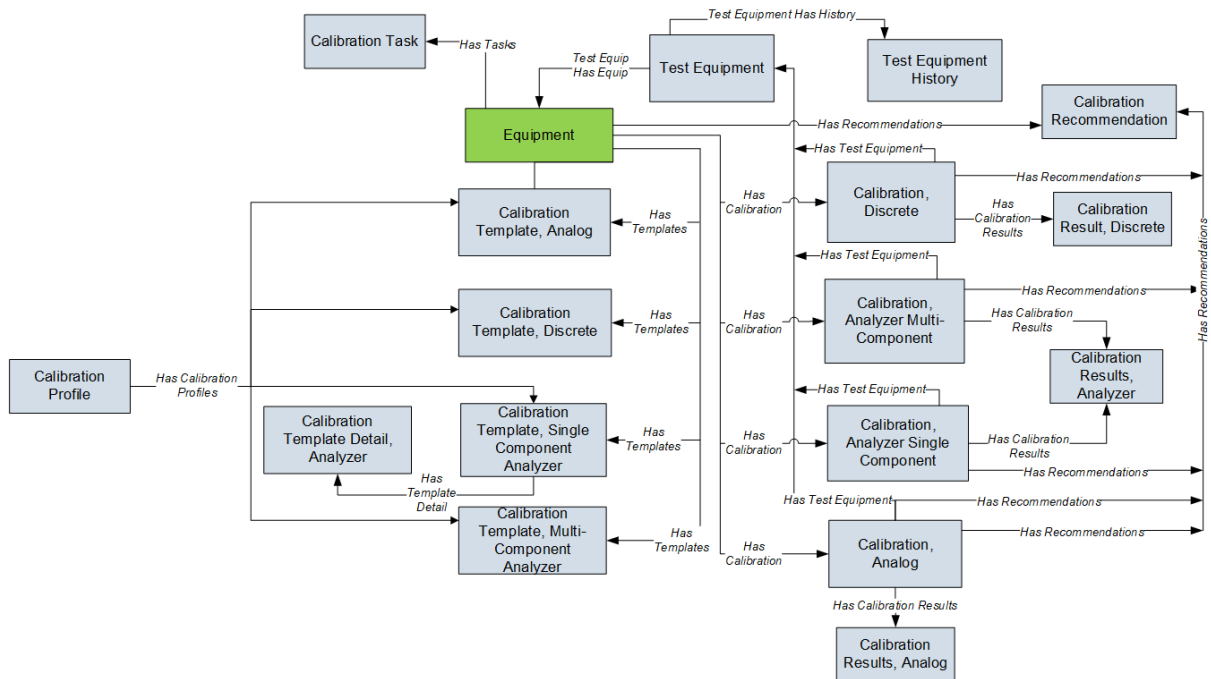 Test Equipment Has History
Calibration Task
Has Tasks
Test Equip
Has Equip
Test Equipment
Test Equipment
History
Calibration
Recommendation
Equipment
Has Recommendations
Has Test Equipment
Calibration
Template, Analog
Has
Templates
Has
Calibration
Calibration,
Discrete
Has Recommendations
Has
Calibration
Results
Calibration
Result, Discrete
Has Test Equipment
Calibration
Template, Discrete
Has
Templates
Has
Calibration
Calibration,
Analyzer Multi-
Component
Has Recommendations
Has Calibration
Results
Has Recommendations
Calibration
Profile
Has Calibration
Profiles
Calibration
Results,
Analyzer
Has Test Equipment
Calibration
Template Detail,
Analyzer
Calibration
Template, Single
Component
Analyzer
Has
Templates
Has
Calibration
Calibration,
Analyzer Single
Component
Has Calibration
Results
Has Recommendations
Has
Template
Detail
Has Test Equipment
Has Recommendations
Calibration
Template, Multi-
Component
Analyzer
Has
Templates
Has
Calibration
Calibration,
Analog
Has Recommendations
Has Calibration Results
Calibration
Results, Analog